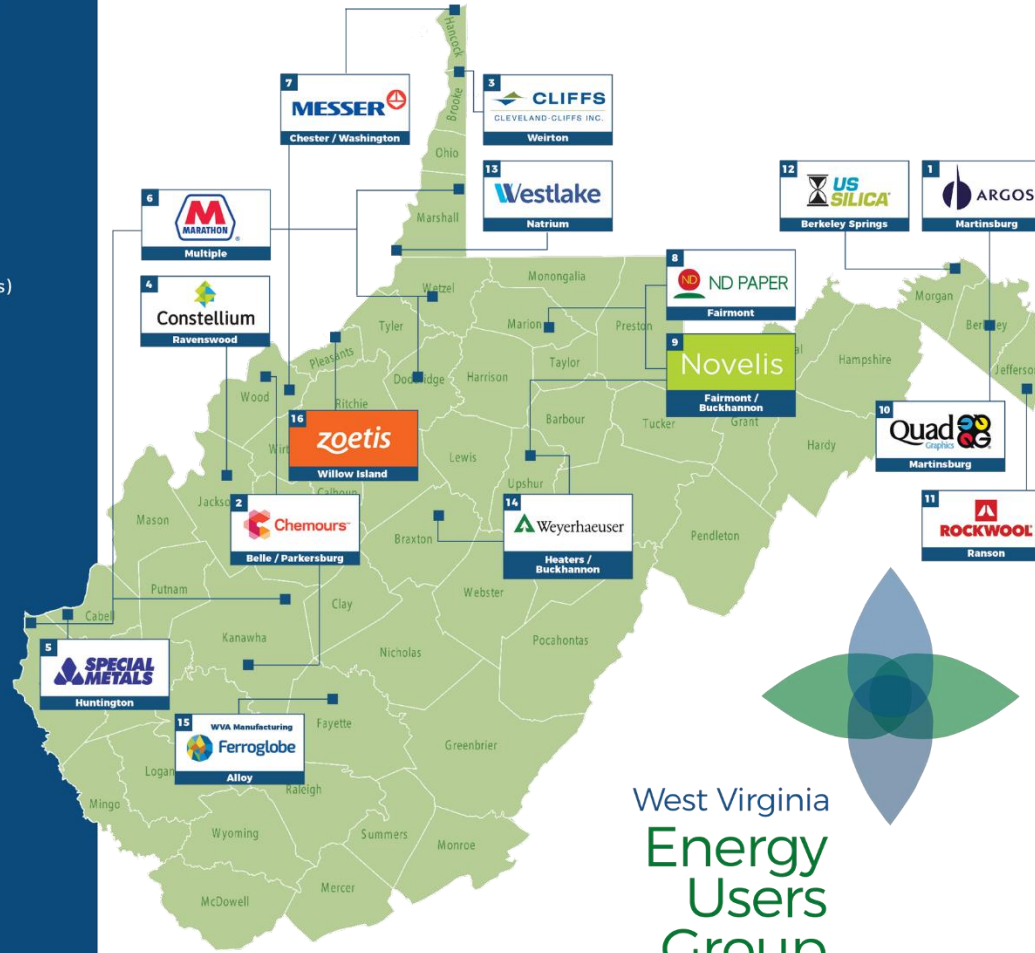 s)
7
MESSER
Chester / Washington
3
CLIFFS
CLEVELAND-CLIFFS INC.
Weirton
13
Westlake
Natrium
12
US
SILICA
Berkeley Springs
1
ARGOS
Martinsburg
6
M
MARATHON
Multiple
8
ND
ND PAPER
Fairmont
4
Constellium
Ravenswood
9
Novelis
Fairmont /
Buckhannon
16
zoetis
Willow Island
10
Quad
Graphics
Martinsburg
2
Chemours
Belle / Parkersburg
14
Weyerhaeuser
Heaters /
Buckhannon
11
ROCKWOOL
Ranson
5
SPECIAL
METALS
Huntington
15
WVA Manufacturing
Ferroglobe
Alloy
Hancock
Brooke
Ohio
Marshall
Wetzel
Monongalia
Tyler
Marion
Preston
Pleasants
Doddridge
Harrison
Taylor
Wood
Ritchie
Barbour
Tucker
Grant
Hampshire
Hardy
Morgan
Berkeley
Jefferson
Wirt
Lewis
Upshur
Calhoun
Jackson
Mason
Braxton
Pendleton
Putnam
Clay
Webster
Cabell
Kanawha
Nicholas
Pocahontas
Fayette
Greenbrier
Logan
Raleigh
Mingo
Wyoming
Summers
Monroe
McDowell
Mercer
West Virginia
Energy
Users
Group